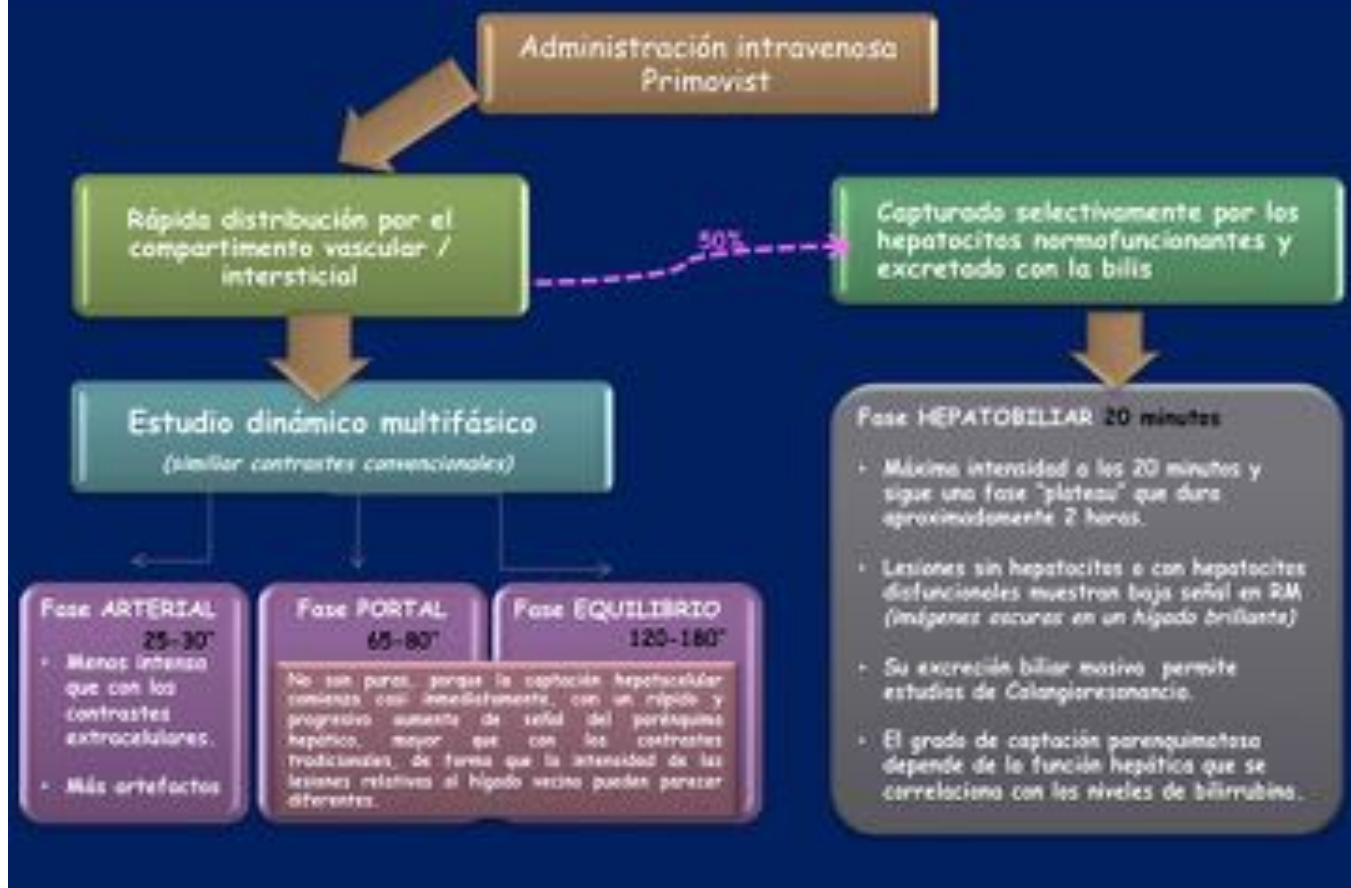 Administración intravenosa
Primovist
Rápida distribución por el
compartimento vascular /
intersticial
50%
Capturado selectivamente por los
hepatocitos normofuncionantes y
excretado con la bilis
Estudio dinámico multifásico
(similiar contrastes convencionales)
Fase HEPATOBILIAR 20 minutos
• Máxima intensidad a los 20 minutos y
sigue una fase "plateau" que dura
aproximadamente 2 horas.
• Lesiones sin hepatocitos o con hepatocitos
disfuncionales muestran baja señal en RM
(imágenes oscuras en un hígado brillante)
• Su excreción biliar masiva permite
estudios de Colangioresonancia.
• El grado de captación parenquimatosa
depende de la función hepática que se
correlaciona con los niveles de bilirrubina.
Fase ARTERIAL
25-30"
• Menos intensa
que con los
contrastes
extracelulares.
• Más artefactos
Fase PORTAL
65-80"
Fase EQUILIBRIO
120-180"
No son puras, porque la captación hepatocelular
comienza casi inmediatamente, con un rápido y
progresivo aumento de señal del parénquima
hepático, mayor que con los contrastes
tradicionales, de forma que la intensidad de las
lesiones relativas al hígado vecino pueden parecer
diferentes.